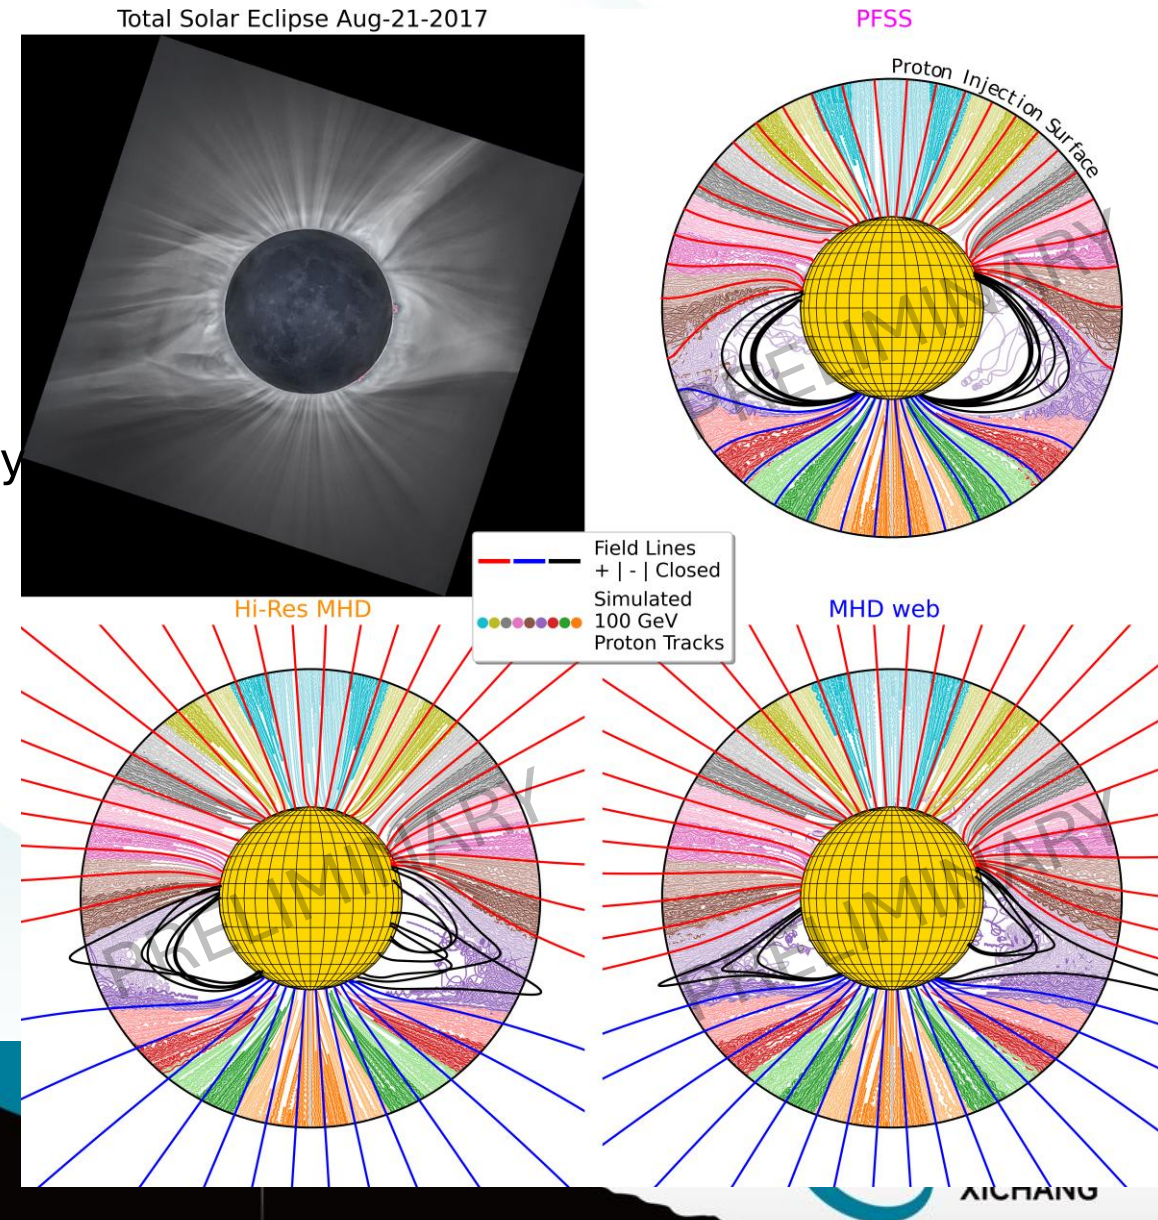 Total Solar Eclipse Aug-21-2017
PFSS
Proton Injection Surface
PRELIMINARY
y
Field Lines
+ | - | Closed
Simulated
100 GeV
Proton Tracks
Hi-Res MHD
MHD web
PRELIMINARY
PRELIMINARY
XICHANG